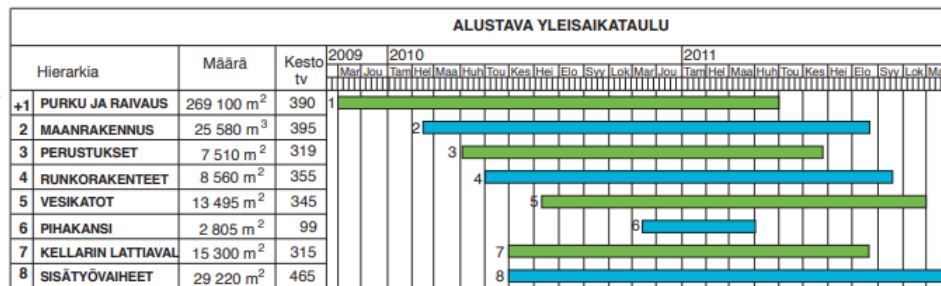 ALUSTAVA YLEISAIKATAULU
Hierarkia Määrä Kesto tv 2009 2010 2011
Mar Jou Tam Hel Maa Huh Tou Kes Hei Elo Syy Lok Mar Jou Tam Hel Maa Huh Tou Kes Hei Elo Syy Lok Ma
+1 PURKU JA RAIVAUS 269 100 m² 390 1
2 MAANRAKENNUS 25 580 m³ 395 2
3 PERUSTUKSET 7 510 m² 319 3
4 RUNKORAKENTEET 8 560 m² 355 4
5 VESIKATOT 13 495 m² 345 5
6 PIHAKANSI 2 805 m² 99 6
7 KELLARIN LATTIAVAL 15 300 m² 315 7
8 SISÄTYÖVAIHEET 29 220 m² 465 8